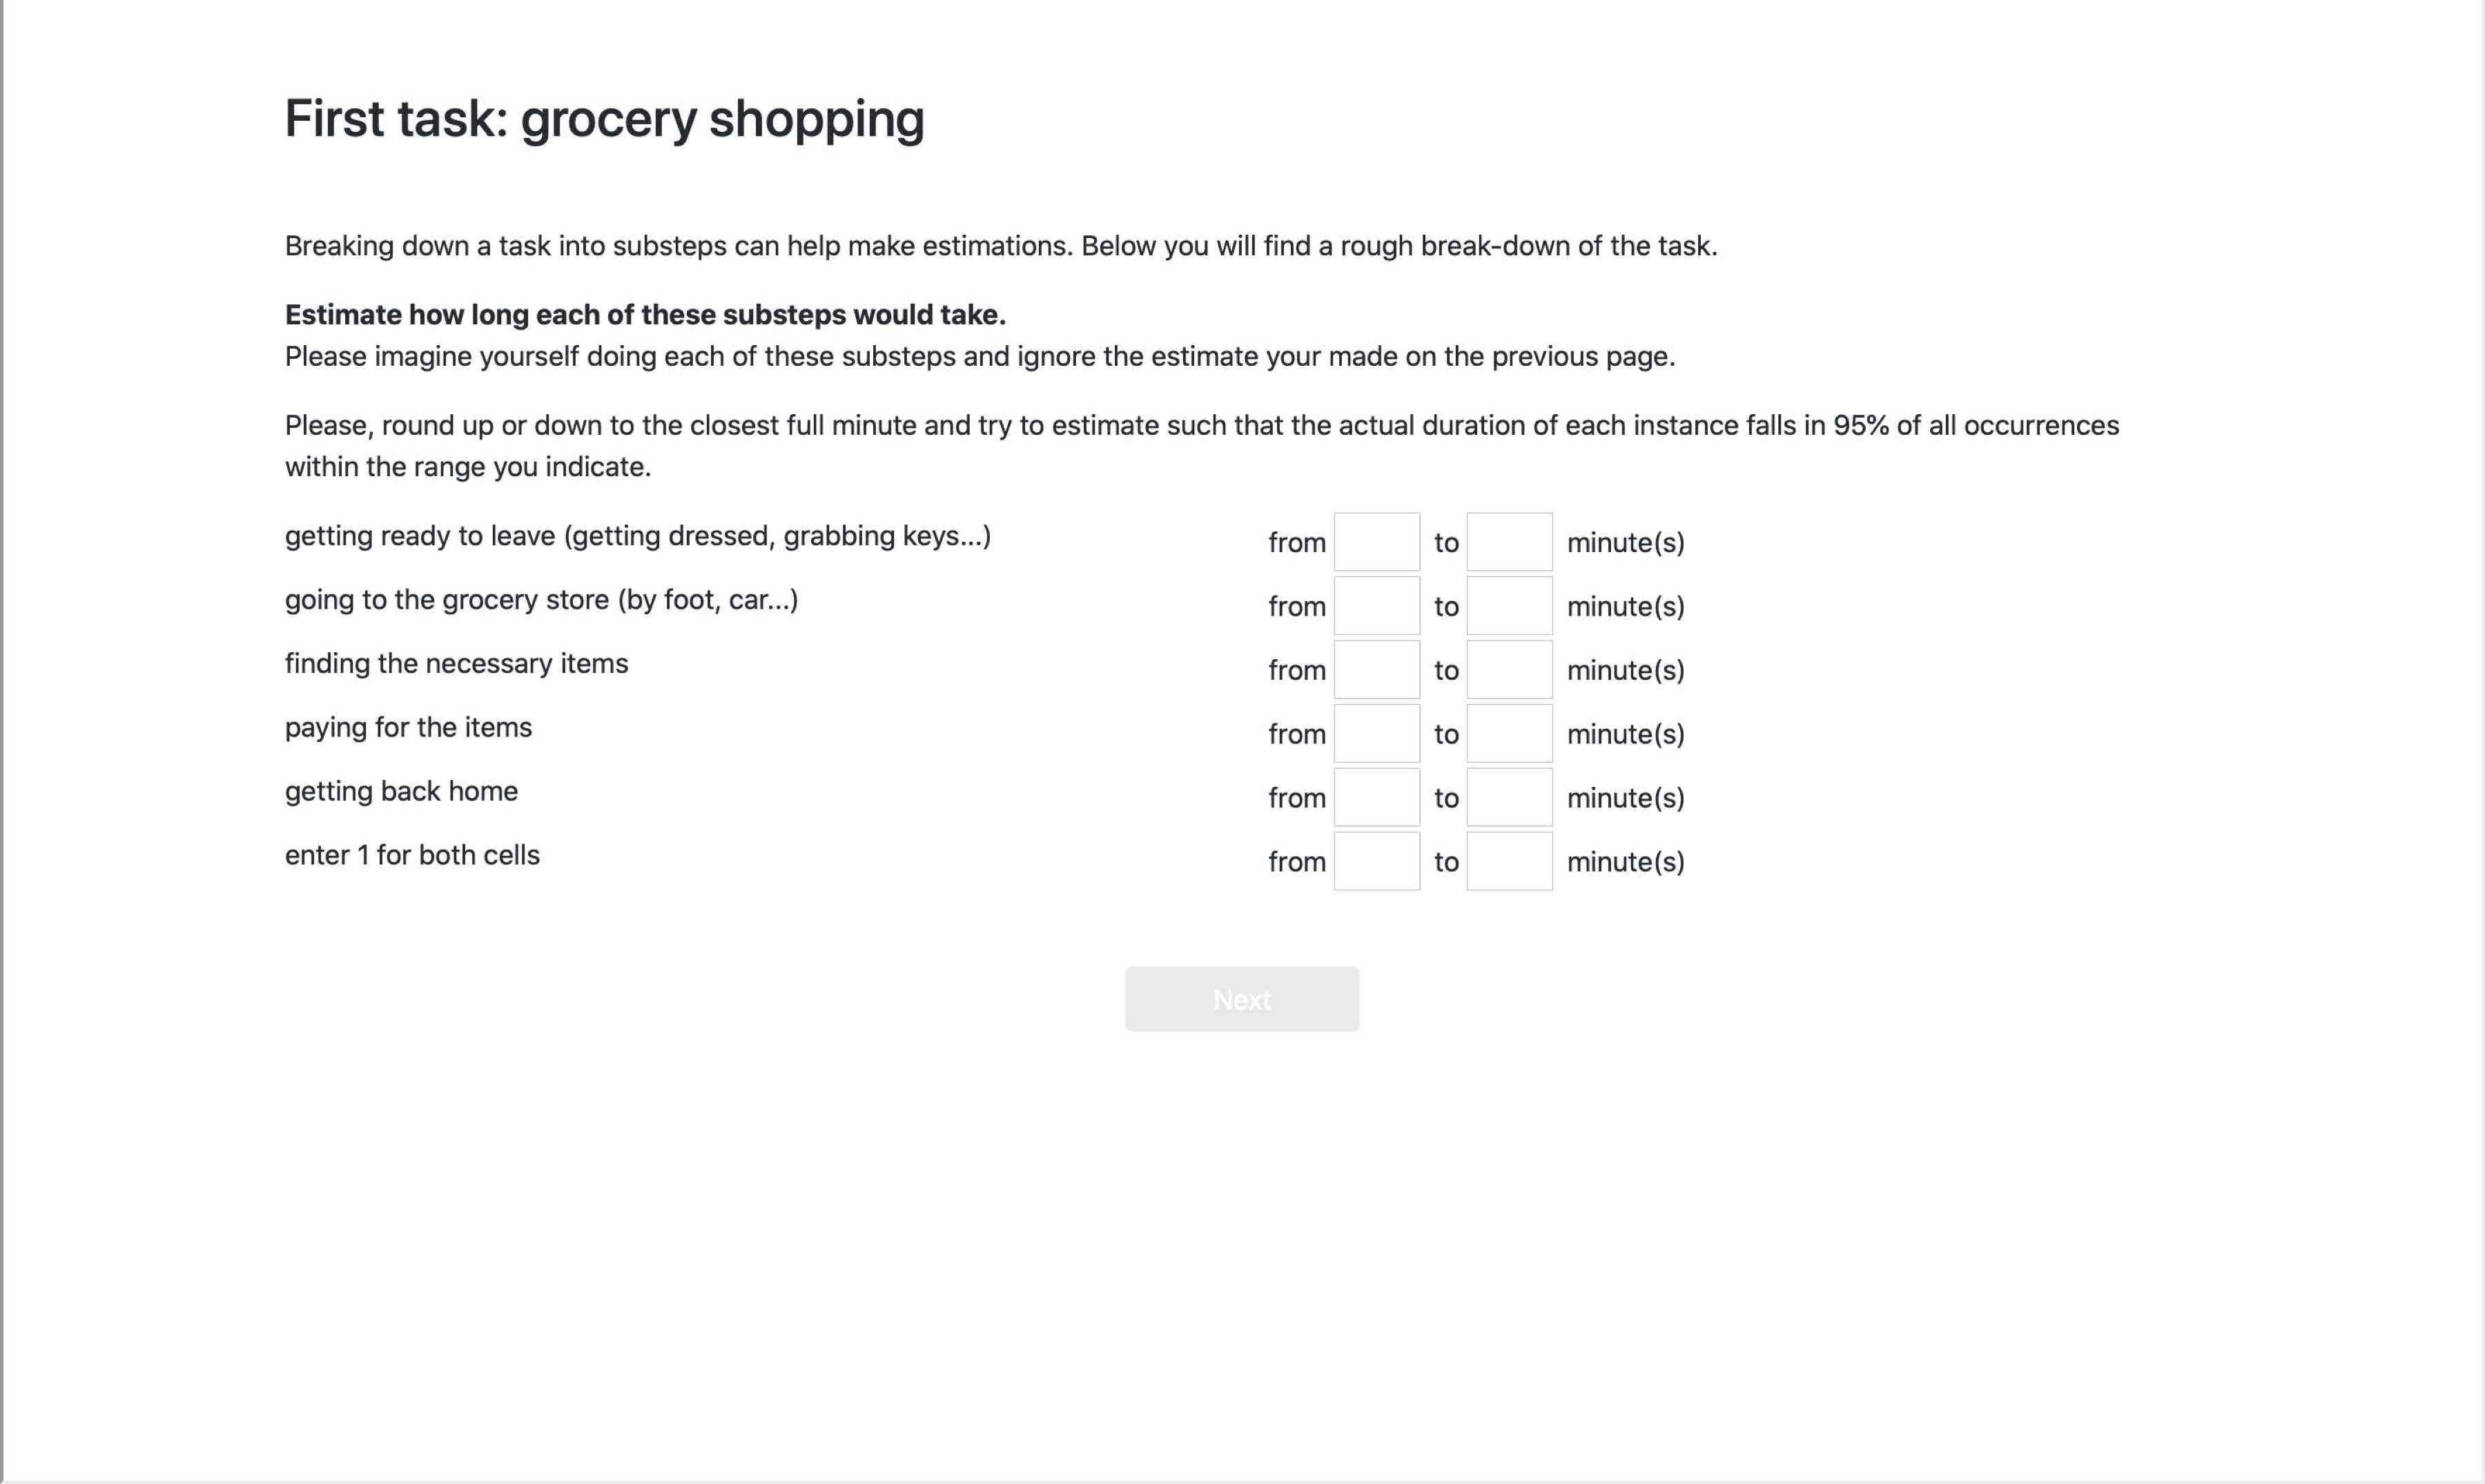 First task: grocery shopping
Breaking down a task into substeps can help make estimations. Below you will find a rough break-down of the task.
Estimate how long each of these substeps would take.
Please imagine yourself doing each of these substeps and ignore the estimate your made on the previous page.
Please, round up or down to the closest full minute and try to estimate such that the actual duration of each instance falls in 95% of all occurrences
within the range you indicate.
getting ready to leave (getting dressed, grabbing keys...) from to minute(s)
going to the grocery store (by foot, car...) from to minute(s)
finding the necessary items from to minute(s)
paying for the items from to minute(s)
getting back home from to minute(s)
enter 1 for both cells from to minute(s)
Next